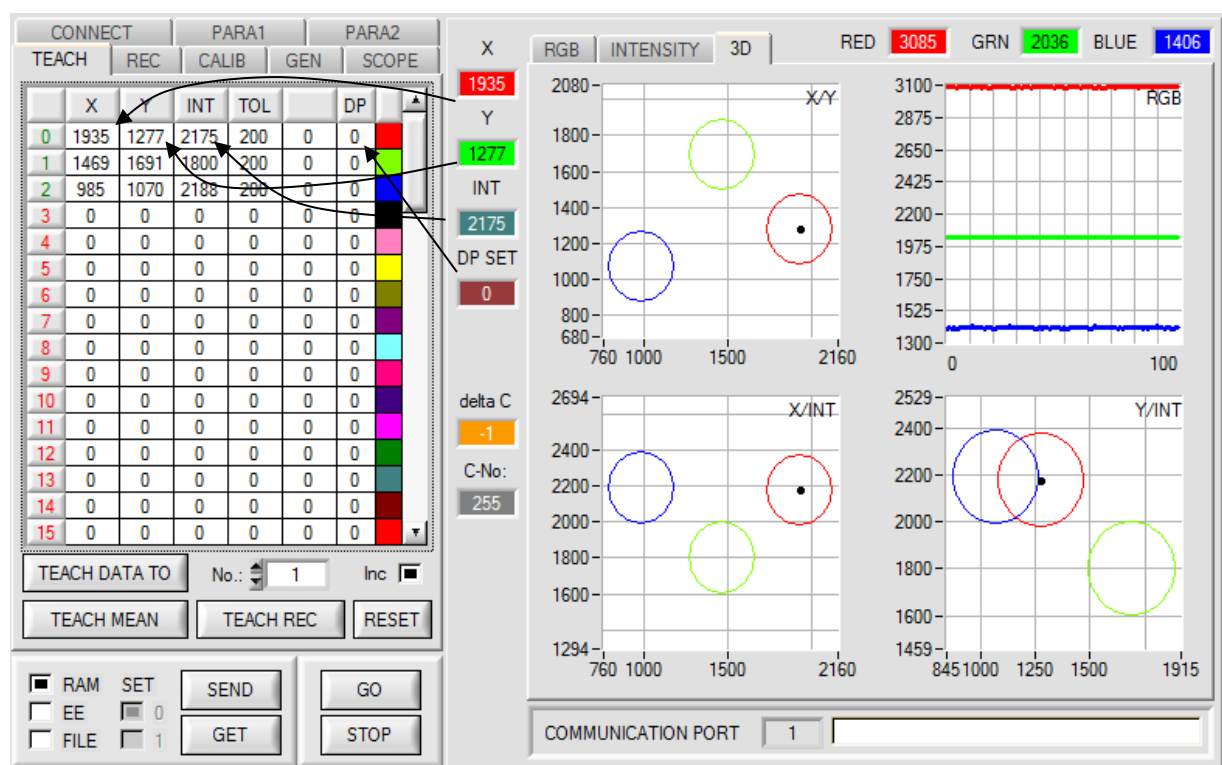 CONNECT PARA1 PARA2
TEACH REC CALIB GEN SCOPE
X Y INT TOL DP
0 1935 1277 2175 200 0 0
1 1469 1691 1800 200 0 0
2 985 1070 2188 200 0 0
3 0 0 0 0 0 0
4 0 0 0 0 0 0
5 0 0 0 0 0 0
6 0 0 0 0 0 0
7 0 0 0 0 0 0
8 0 0 0 0 0 0
9 0 0 0 0 0 0
10 0 0 0 0 0 0
11 0 0 0 0 0 0
12 0 0 0 0 0 0
13 0 0 0 0 0 0
14 0 0 0 0 0 0
15 0 0 0 0 0 0
TEACH DATA TO No.: 1 Inc
TEACH MEAN TEACH REC RESET
RAM SET SEND GO
EE 0
FILE 1 GET STOP
X
1935
Y
1277
INT
2175
DP SET
0
delta C
-1
C-No:
255
RGB INTENSITY 3D RED 3085 GRN 2036 BLUE 1406
X/Y
2080
1800
1600
1400
1200
1000
800
680
760 1000 1500 2160
RGB
3100
2875
2650
2425
2200
1975
1750
1525
1300
0 100
X/INT
2694
2400
2200
2000
1800
1600
1294
760 1000 1500 2160
Y/INT
2529
2400
2200
2000
1800
1600
1459
845 1000 1250 1500 1915
COMMUNICATION PORT 1